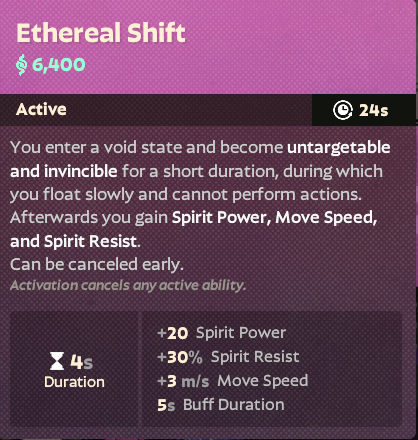 Ethereal Shift
6,400
Active 24s
You enter a void state and become untargetable
and invincible for a short duration, during which
you float slowly and cannot perform actions.
Afterwards you gain Spirit Power, Move Speed,
and Spirit Resist.
Can be canceled early.
Activation cancels any active ability.
4s
Duration
+20 Spirit Power
+30% Spirit Resist
+3 m/s Move Speed
5s Buff Duration